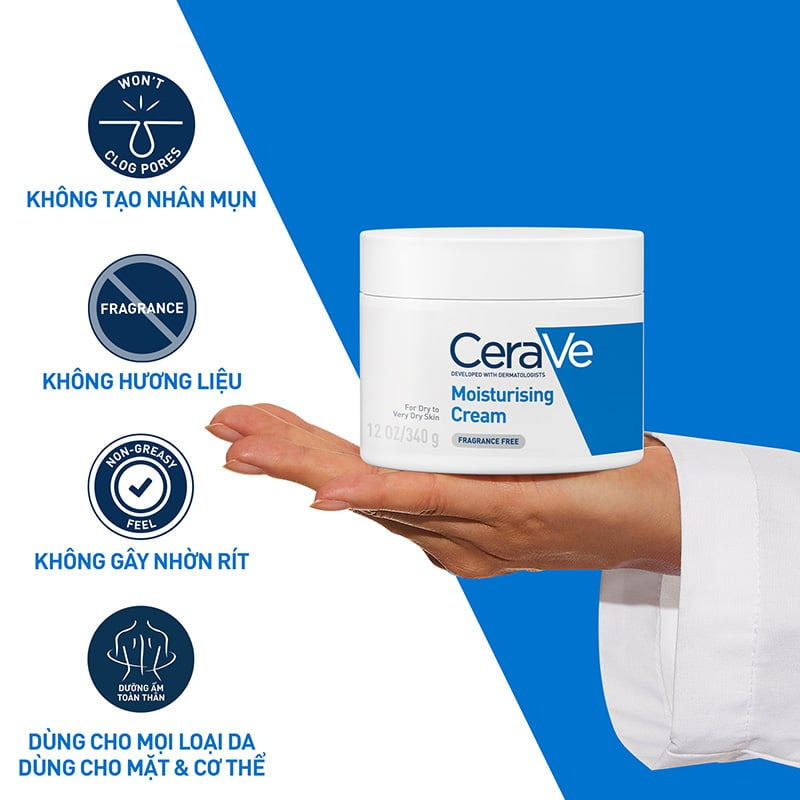 WON'T
CLOG PORES
KHÔNG TẠO NHÂN MỤN
FRAGRANCE
KHÔNG HƯƠNG LIỆU
NON-GREASY
FEEL
KHÔNG GÂY NHỜN RÍT
DƯỠNG ẨM
TOÀN THÂN
DÙNG CHO MỌI LOẠI DA
DÙNG CHO MẶT & CƠ THỂ
CeraVe
DEVELOPED WITH DERMATOLOGISTS
Moisturising
Cream
For Dry to
Very Dry Skin
12 OZ/340 g
FRAGRANCE FREE